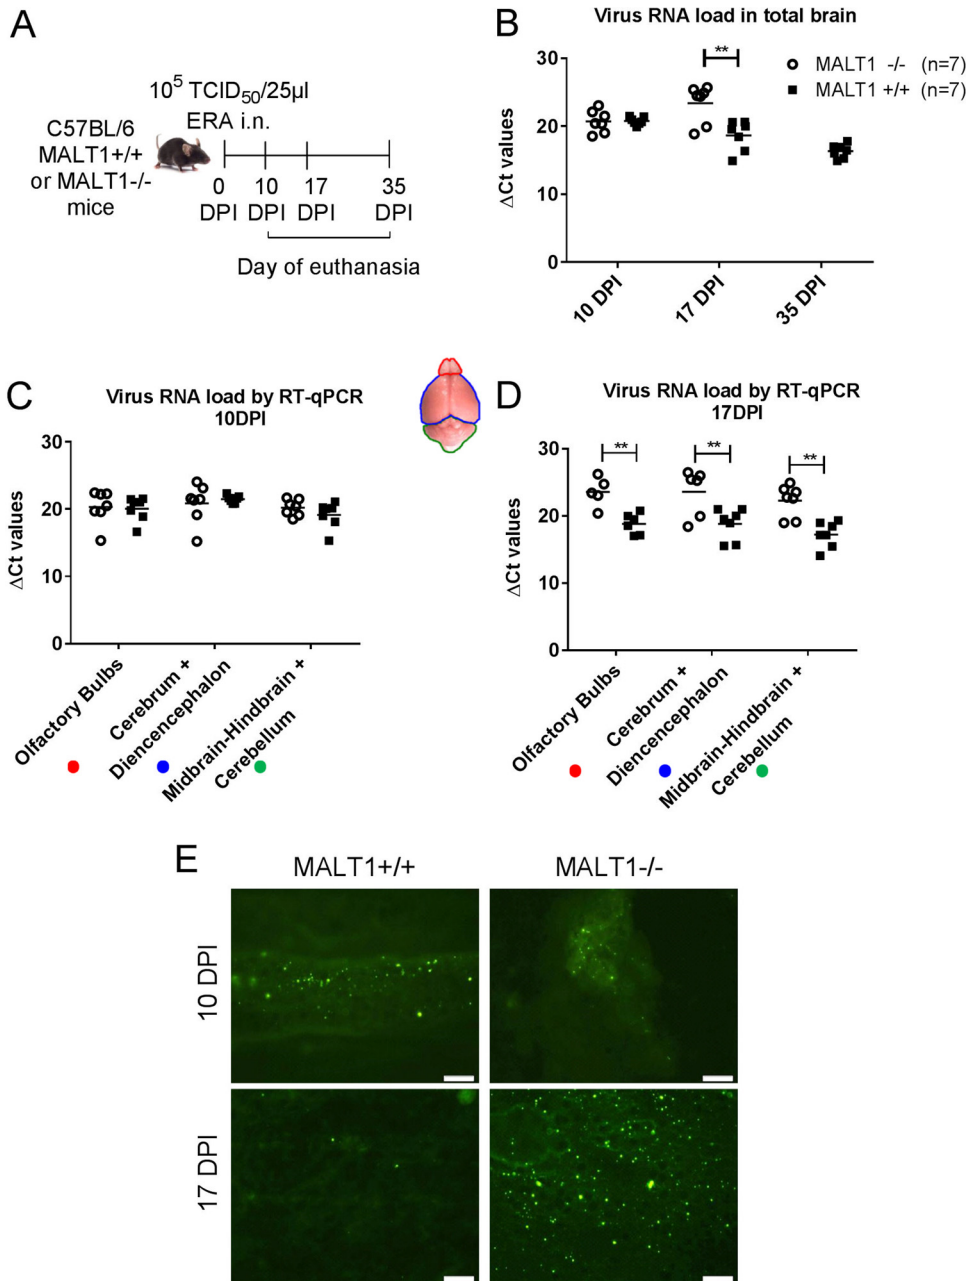 A
10⁵ TCID₅₀/25µl
ERA i.n.
C57BL/6
MALT1+/+
or MALT1-/-
mice
0 10 17 35
DPI DPI DPI DPI
Day of euthanasia
B
Virus RNA load in total brain
**
MALT1 -/- (n=7)
MALT1 +/+ (n=7)
ΔCt values
30
20
10
0
10 DPI
17 DPI
35 DPI
C
Virus RNA load by RT-qPCR
10DPI
ΔCt values
30
20
10
0
Olfactory Bulbs
Cerebrum +
Diencencephalon
Midbrain-Hindbrain +
Cerebellum
D
Virus RNA load by RT-qPCR
17DPI
ΔCt values
30
20
10
0
** ** **
Olfactory Bulbs
Cerebrum +
Diencencephalon
Midbrain-Hindbrain +
Cerebellum
E
MALT1+/+ MALT1-/-
10 DPI
17 DPI